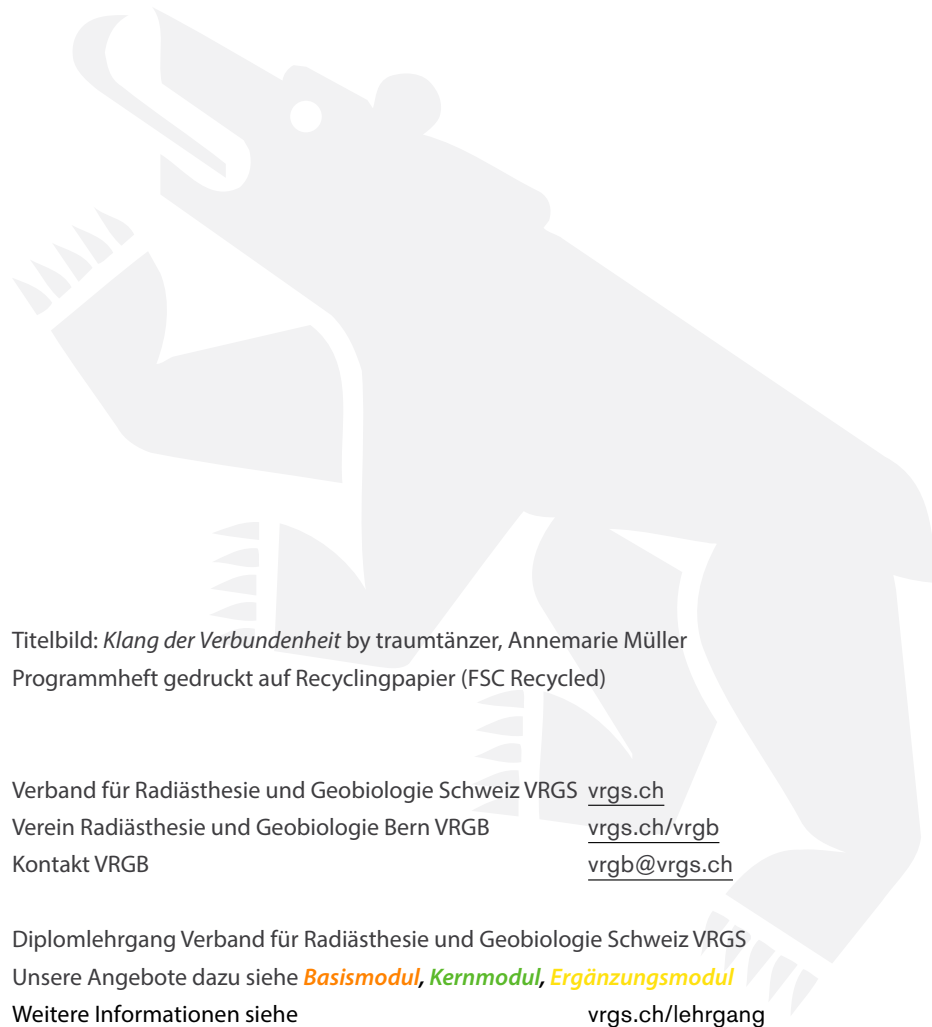 Titelbild: Klang der Verbundenheit by traumtänzer, Annemarie Müller
Programmheft gedruckt auf Recyclingpapier (FSC Recycled)
Verband für Radiästhesie und Geobiologie Schweiz VRGS vrgs.ch
Verein Radiästhesie und Geobiologie Bern VRGB vrgs.ch/vrgb
Kontakt VRGB vrgb@vrgs.ch
Diplomlehrgang Verband für Radiästhesie und Geobiologie Schweiz VRGS
Unsere Angebote dazu siehe Basismodul, Kernmodul, Ergänzungsmodul
Weitere Informationen siehe vrgs.ch/lehrgang